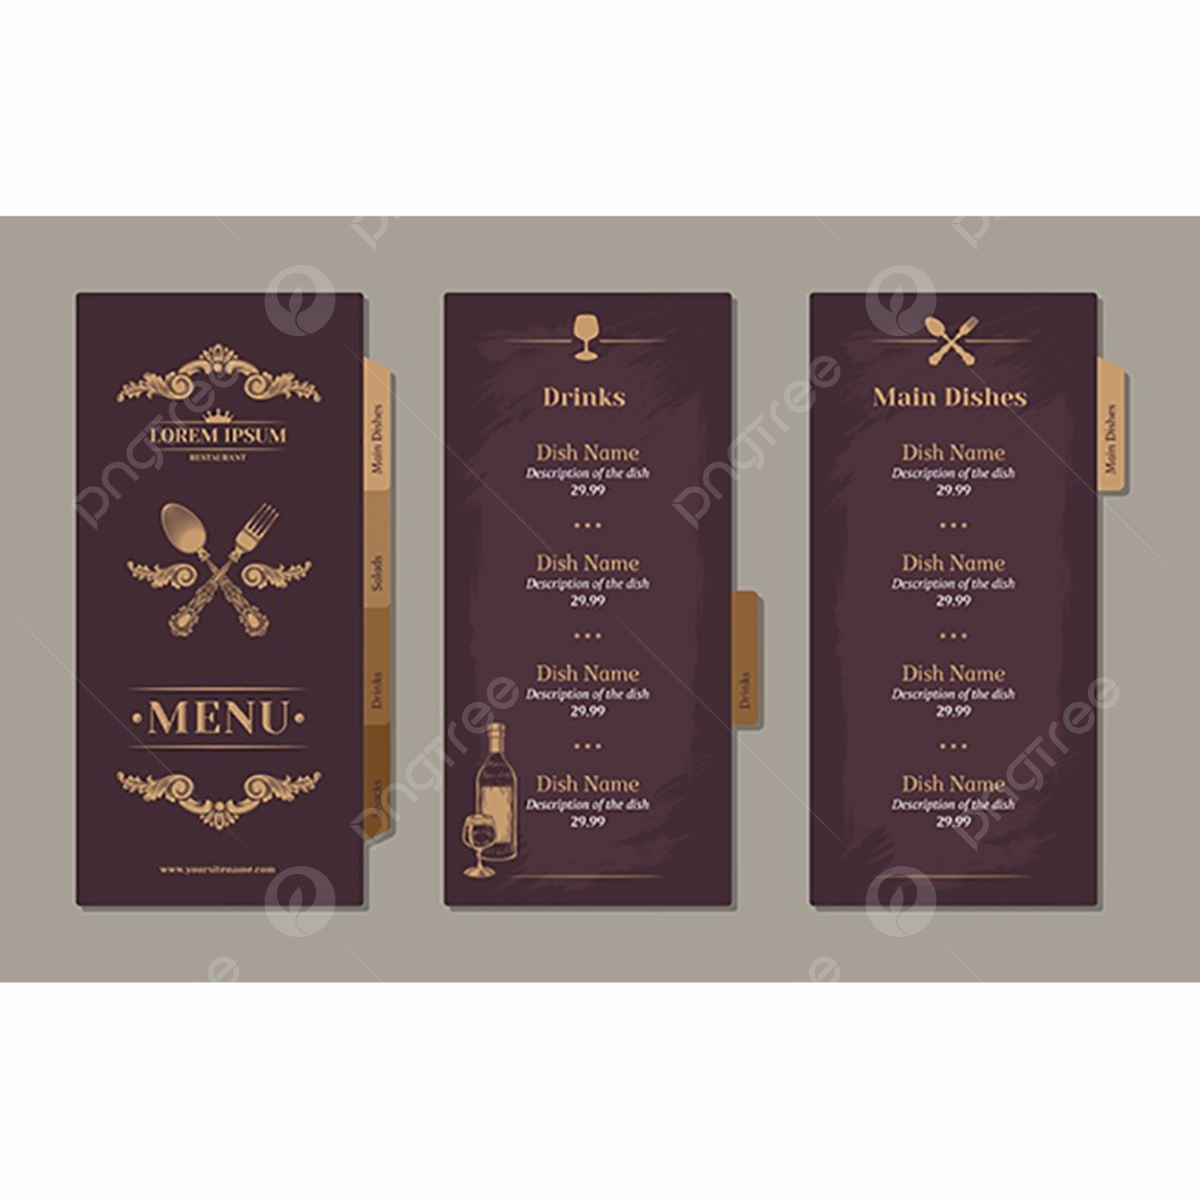 LOREM IPSUM
RESTAURANT
MENU
www.yoursitename.com
Main Dishes
Salads
Drinks
Drinks
Dish Name
Description of the dish
29.99
Dish Name
Description of the dish
29.99
Dish Name
Description of the dish
29.99
Dish Name
Description of the dish
29.99
Drinks
Main Dishes
Dish Name
Description of the dish
29.99
Dish Name
Description of the dish
29.99
Dish Name
Description of the dish
29.99
Dish Name
Description of the dish
29.99
Main Dishes
pngtree
pngtree
pngtree
pngtree